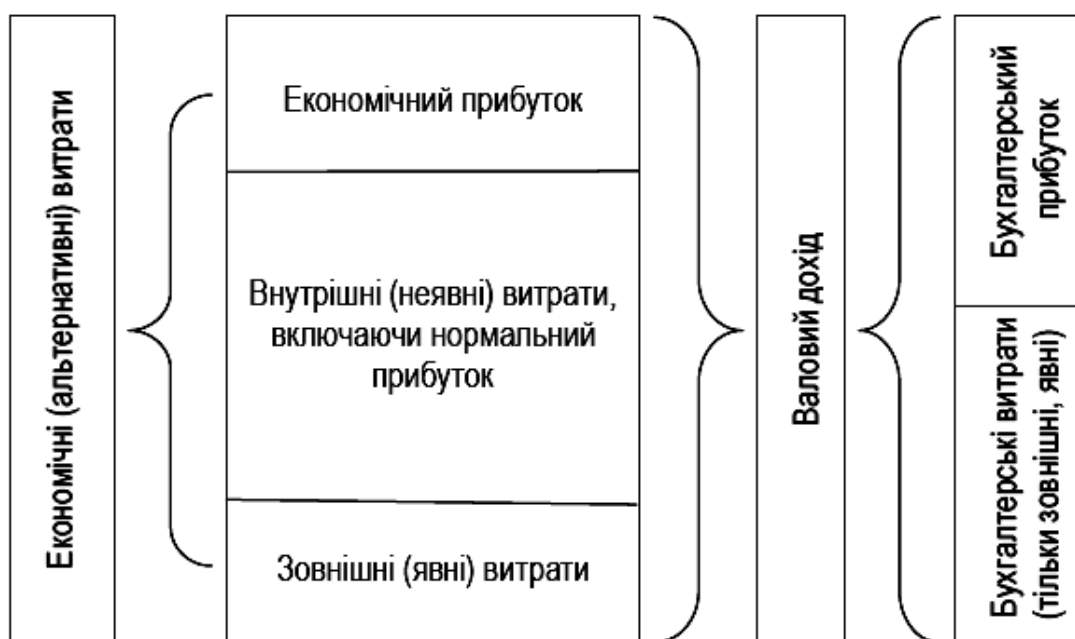 Економічні (альтернативні) витрати
Економічний прибуток
Внутрішні (неявні) витрати,
включаючи нормальний
прибуток
Зовнішні (явні) витрати
Валовий дохід
Бухгалтерський
прибуток
Бухгалтерські витрати
(тільки зовнішні, явні)